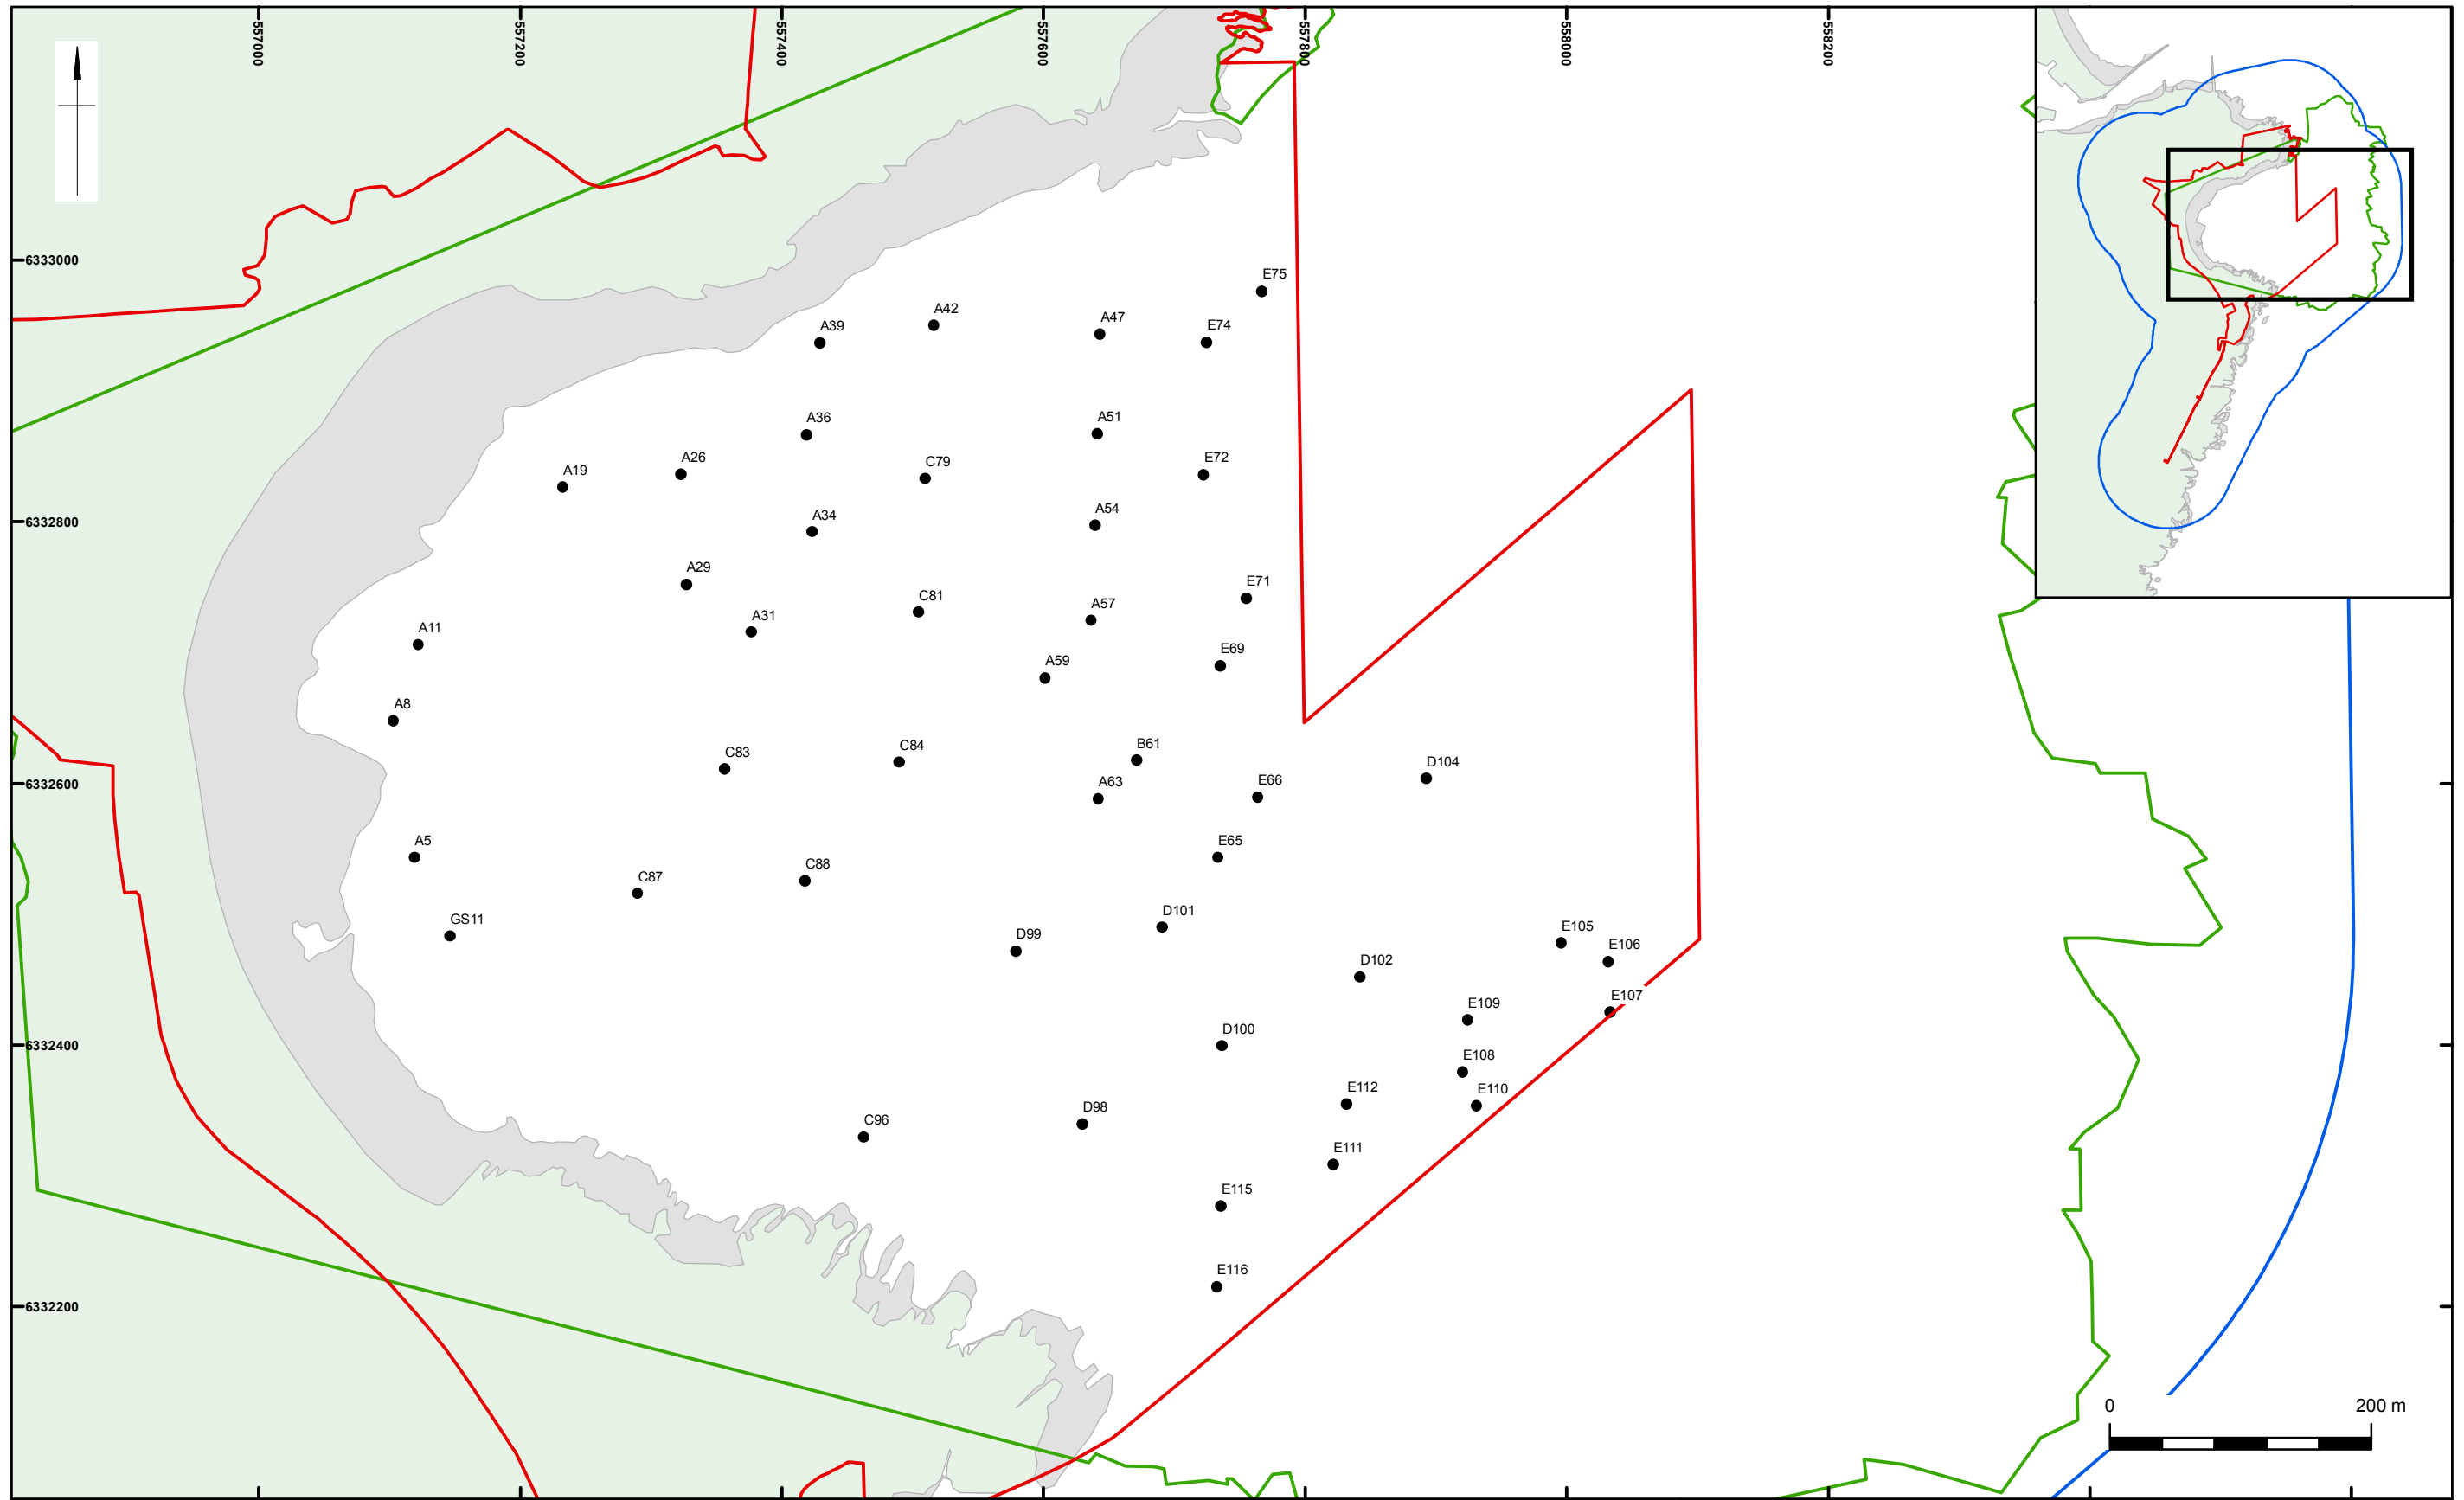 557000
557200
557400
557600
557800
558000
558200
6333000
E75
A42
A39
A47
E74
A36
A51
A19
A26
C79
E72
A34
A54
6332800
A29
A31
C81
A57
E71
A11
A59
E69
A8
C83
C84
B61
D104
A63
E66
6332600
A5
C87
C88
E65
GS11
D99
D101
E105
E106
D102
E107
E109
D100
6332400
E108
E112
E110
C96
D98
E111
E115
E116
6332200
0 200 m